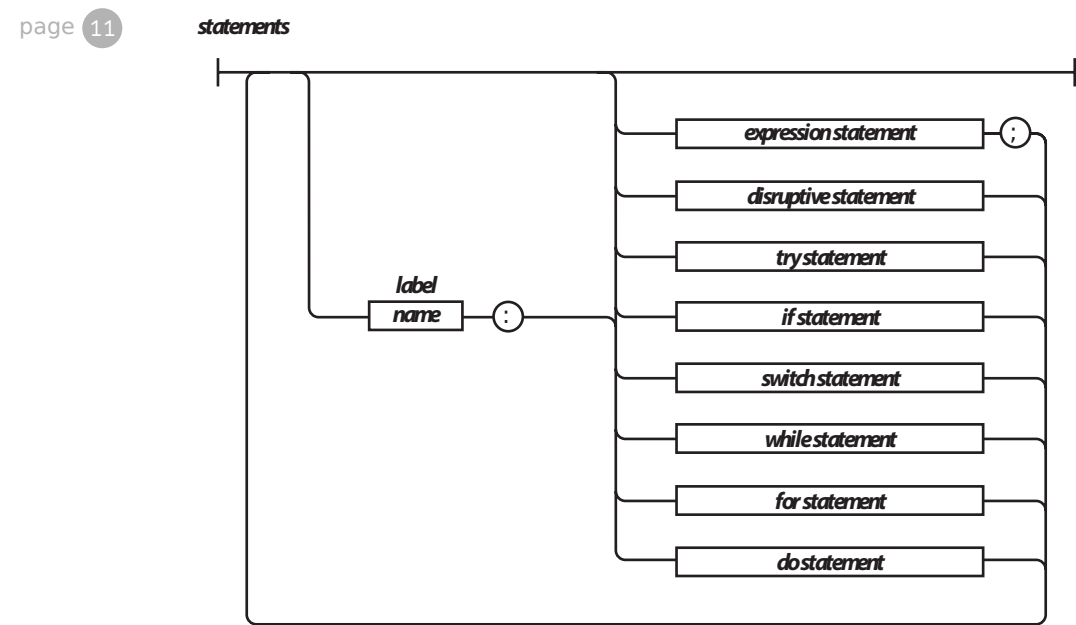 page 11
statements
expression statement ;
disruptive statement
try statement
label
name :
if statement
switch statement
while statement
for statement
do statement